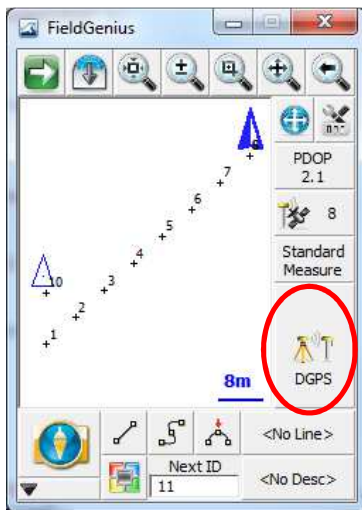 FieldGenius
PDOP
2.1
8
Standard
Measure
7
6
5
4
3
10
2
1
8m
DGPS
<No Line>
Next ID
11
<No Desc>